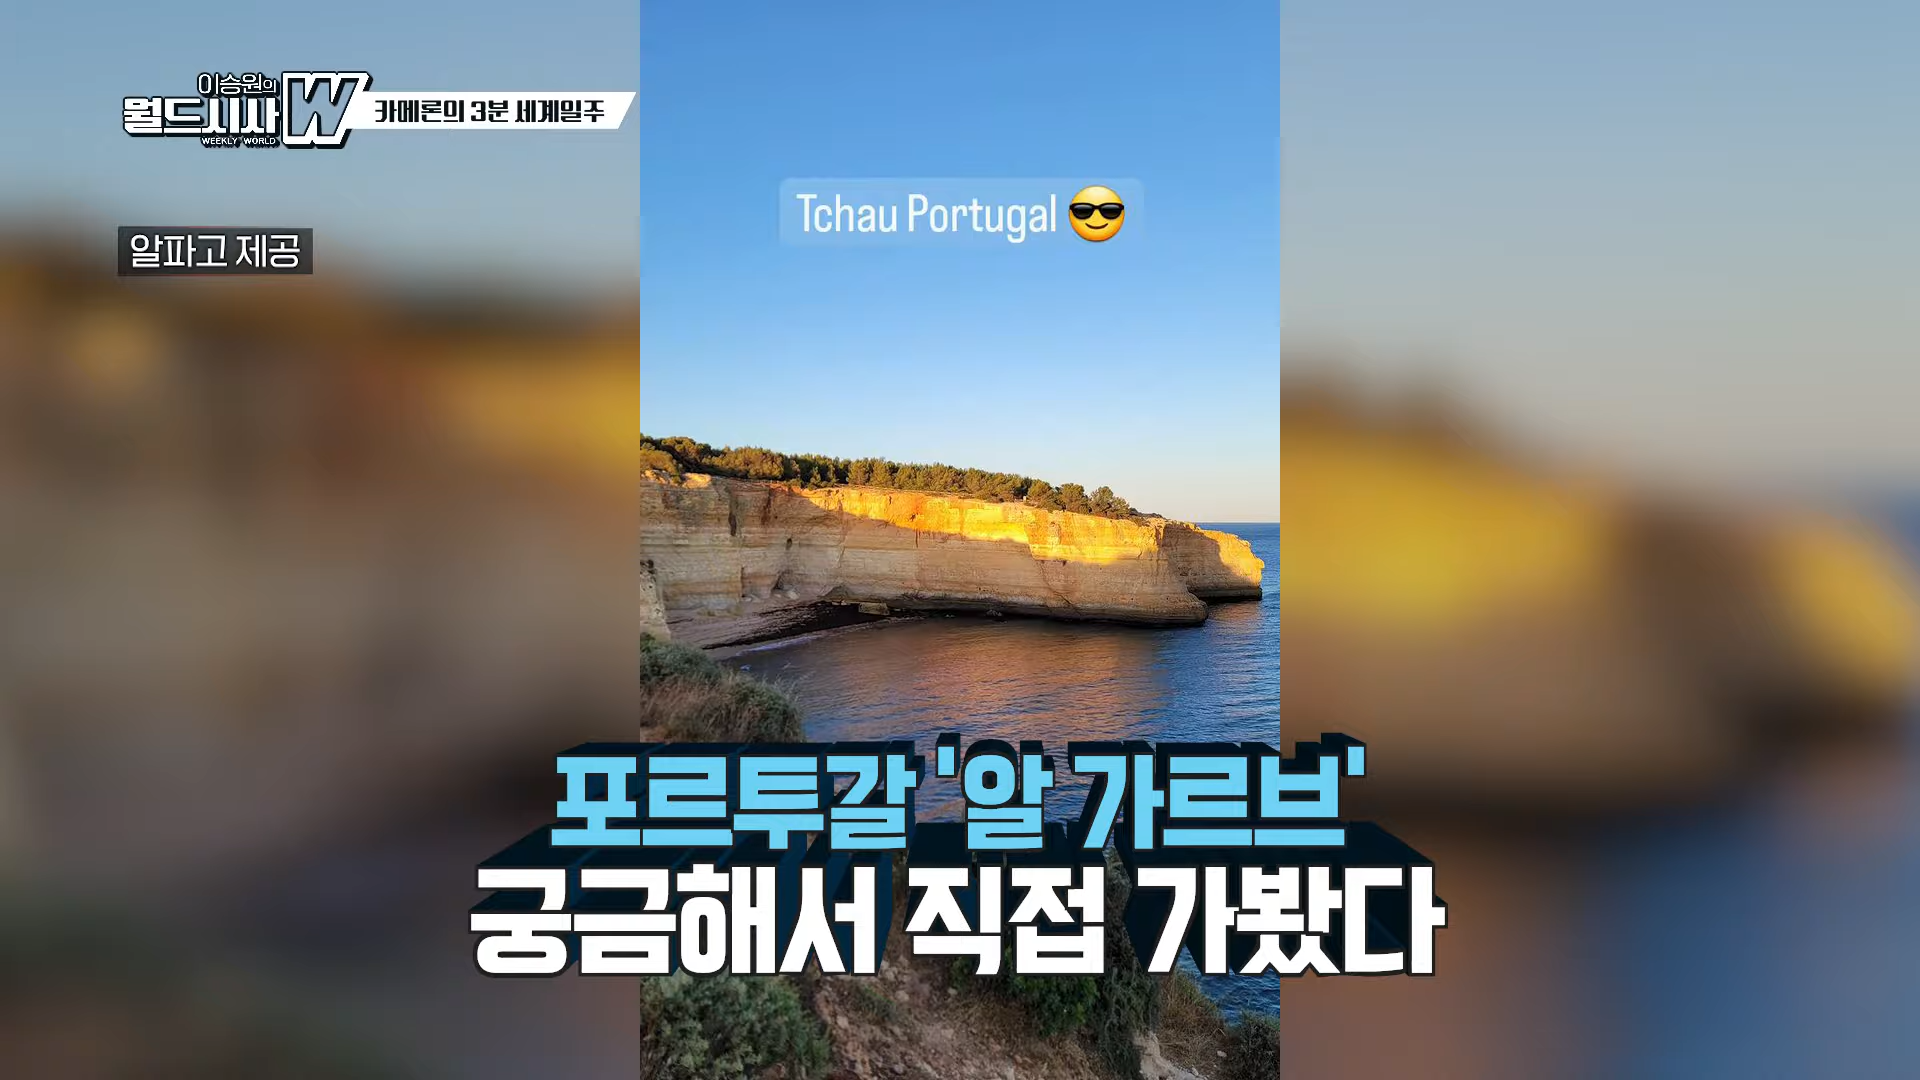 이승원의
월드시사 W
WEEKLY WORLD
카메론의 3분 세계일주
알파고 제공
Tchau Portugal
포르투갈 '알 가르브'
궁금해서 직접 가봤다